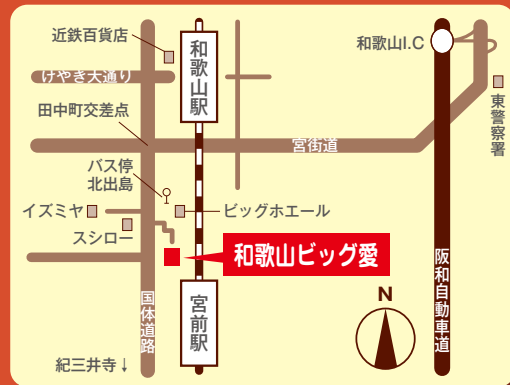 近鉄百貨店
和歌山駅
和歌山I.C
けやき大通り
東警察署
田中町交差点
宮街道
バス停
北出島
イズミヤ
ビッグホエール
スシロー
和歌山ビッグ愛
阪和自動車道
国体道路
宮前駅
N
紀三井寺↓